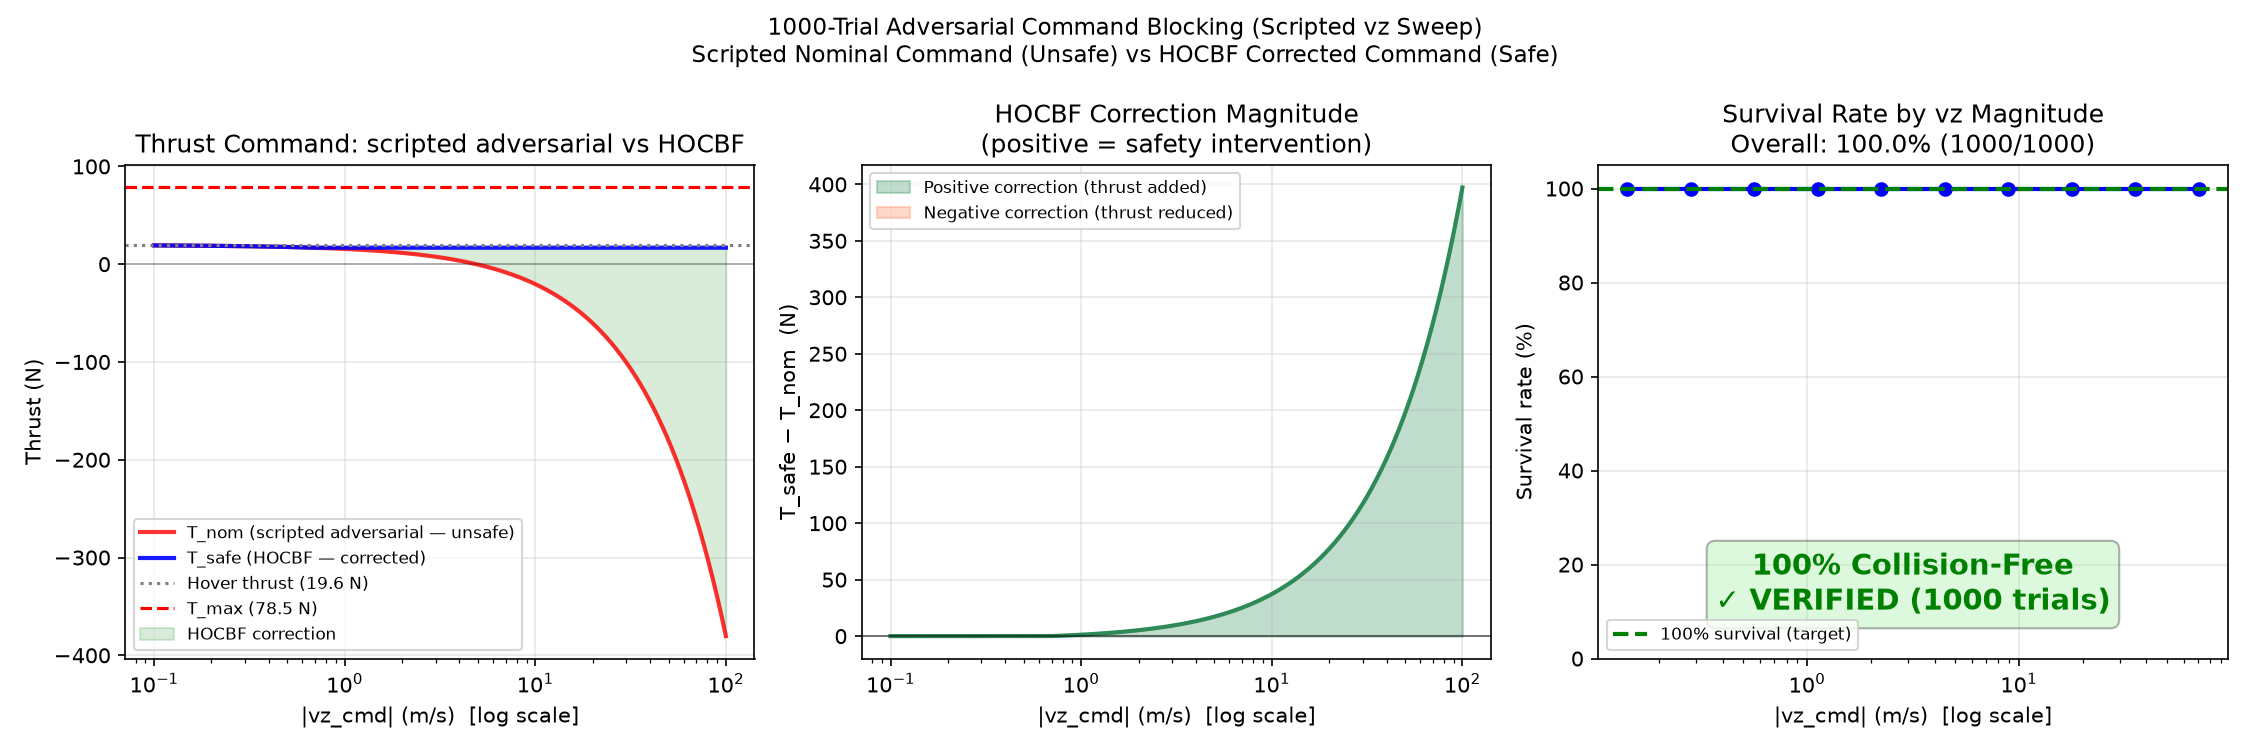 1000-Trial Adversarial Command Blocking (Scripted vz Sweep)
Scripted Nominal Command (Unsafe) vs HOCBF Corrected Command (Safe)
Thrust Command: scripted adversarial vs HOCBF
Thrust (N)
100
0
−100
−200
−300
−400
T_nom (scripted adversarial — unsafe)
T_safe (HOCBF — corrected)
Hover thrust (19.6 N)
T_max (78.5 N)
HOCBF correction
10⁻¹ 10⁰ 10¹ 10²
|vz_cmd| (m/s) [log scale]
HOCBF Correction Magnitude
(positive = safety intervention)
T_safe − T_nom (N)
400
350
300
250
200
150
100
50
0
Positive correction (thrust added)
Negative correction (thrust reduced)
10⁻¹ 10⁰ 10¹ 10²
|vz_cmd| (m/s) [log scale]
Survival Rate by vz Magnitude
Overall: 100.0% (1000/1000)
Survival rate (%)
100
80
60
40
20
0
100% Collision-Free
✓ VERIFIED (1000 trials)
100% survival (target)
10⁰ 10¹
|vz_cmd| (m/s) [log scale]